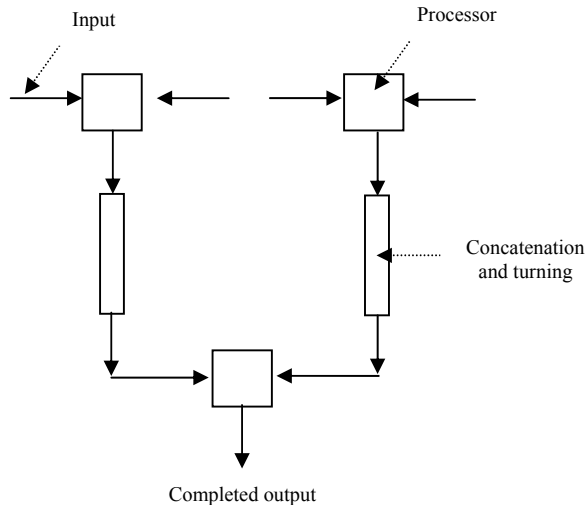 Input
Processor
Concatenation
and turning
Completed output